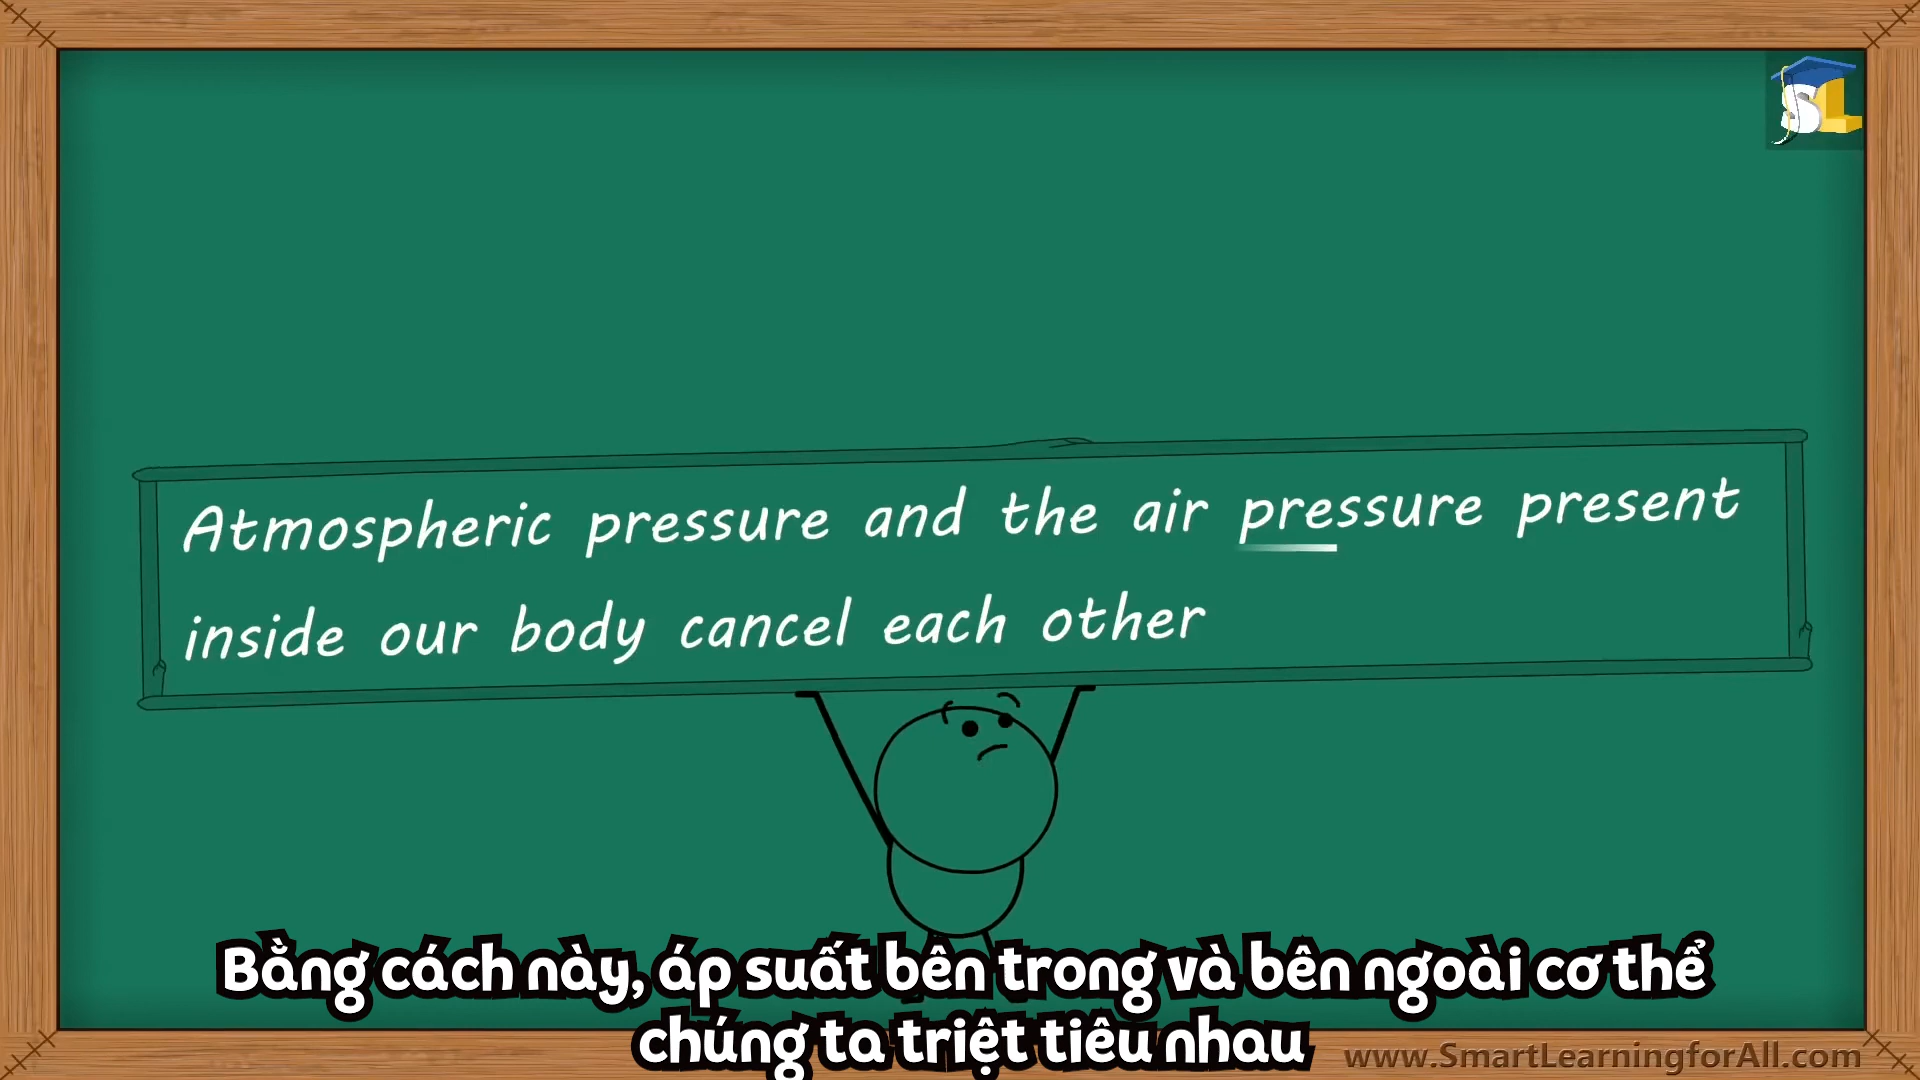 SL
Atmospheric pressure and the air pressure present
inside our body cancel each other
Bằng cách này, áp suất bên trong và bên ngoài cơ thể
chúng ta triệt tiêu nhau
www.SmartLearningforAll.com